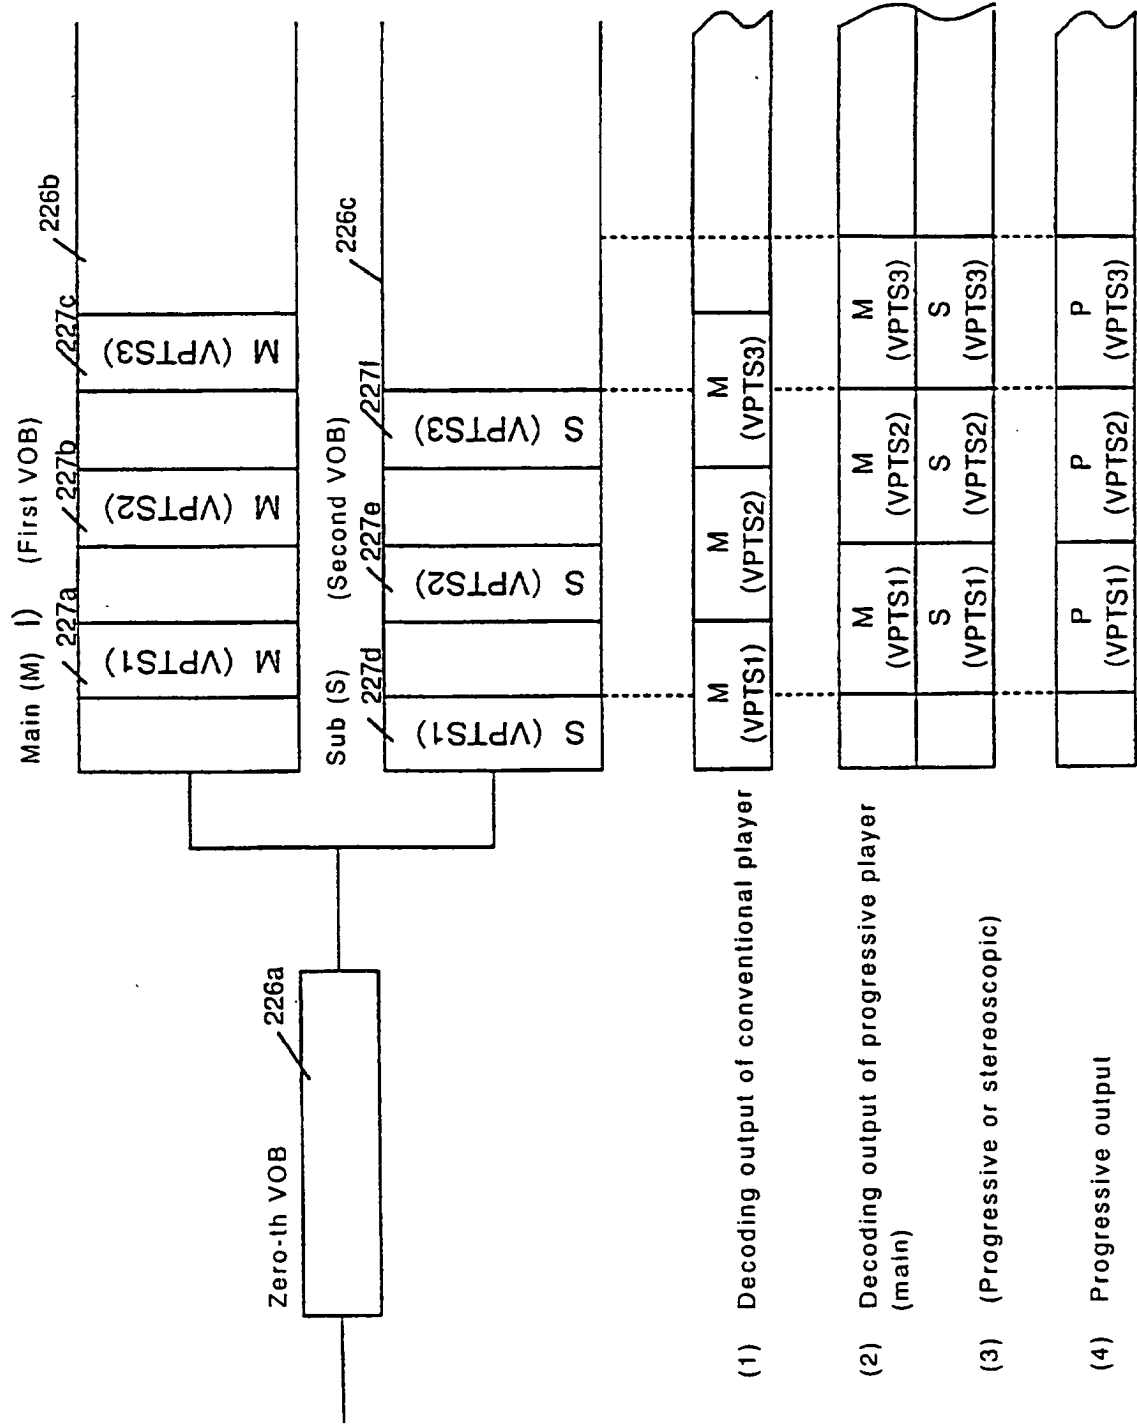 Main (M) I) (First VOB)
227a
227b
227c
226b
M (VPTS1)
M (VPTS2)
M (VPTS3)
Zero-th VOB
226a
Sub (S) (Second VOB)
227d
227e
227f
226c
S (VPTS1)
S (VPTS2)
S (VPTS3)
(1) Decoding output of conventional player
M
(VPTS1)
M
(VPTS2)
M
(VPTS3)
(2) Decoding output of progressive player
(main)
M
(VPTS1)
M
(VPTS2)
M
(VPTS3)
(3) (Progressive or stereoscopic)
S
(VPTS1)
S
(VPTS2)
S
(VPTS3)
(4) Progressive output
P
(VPTS1)
P
(VPTS2)
P
(VPTS3)